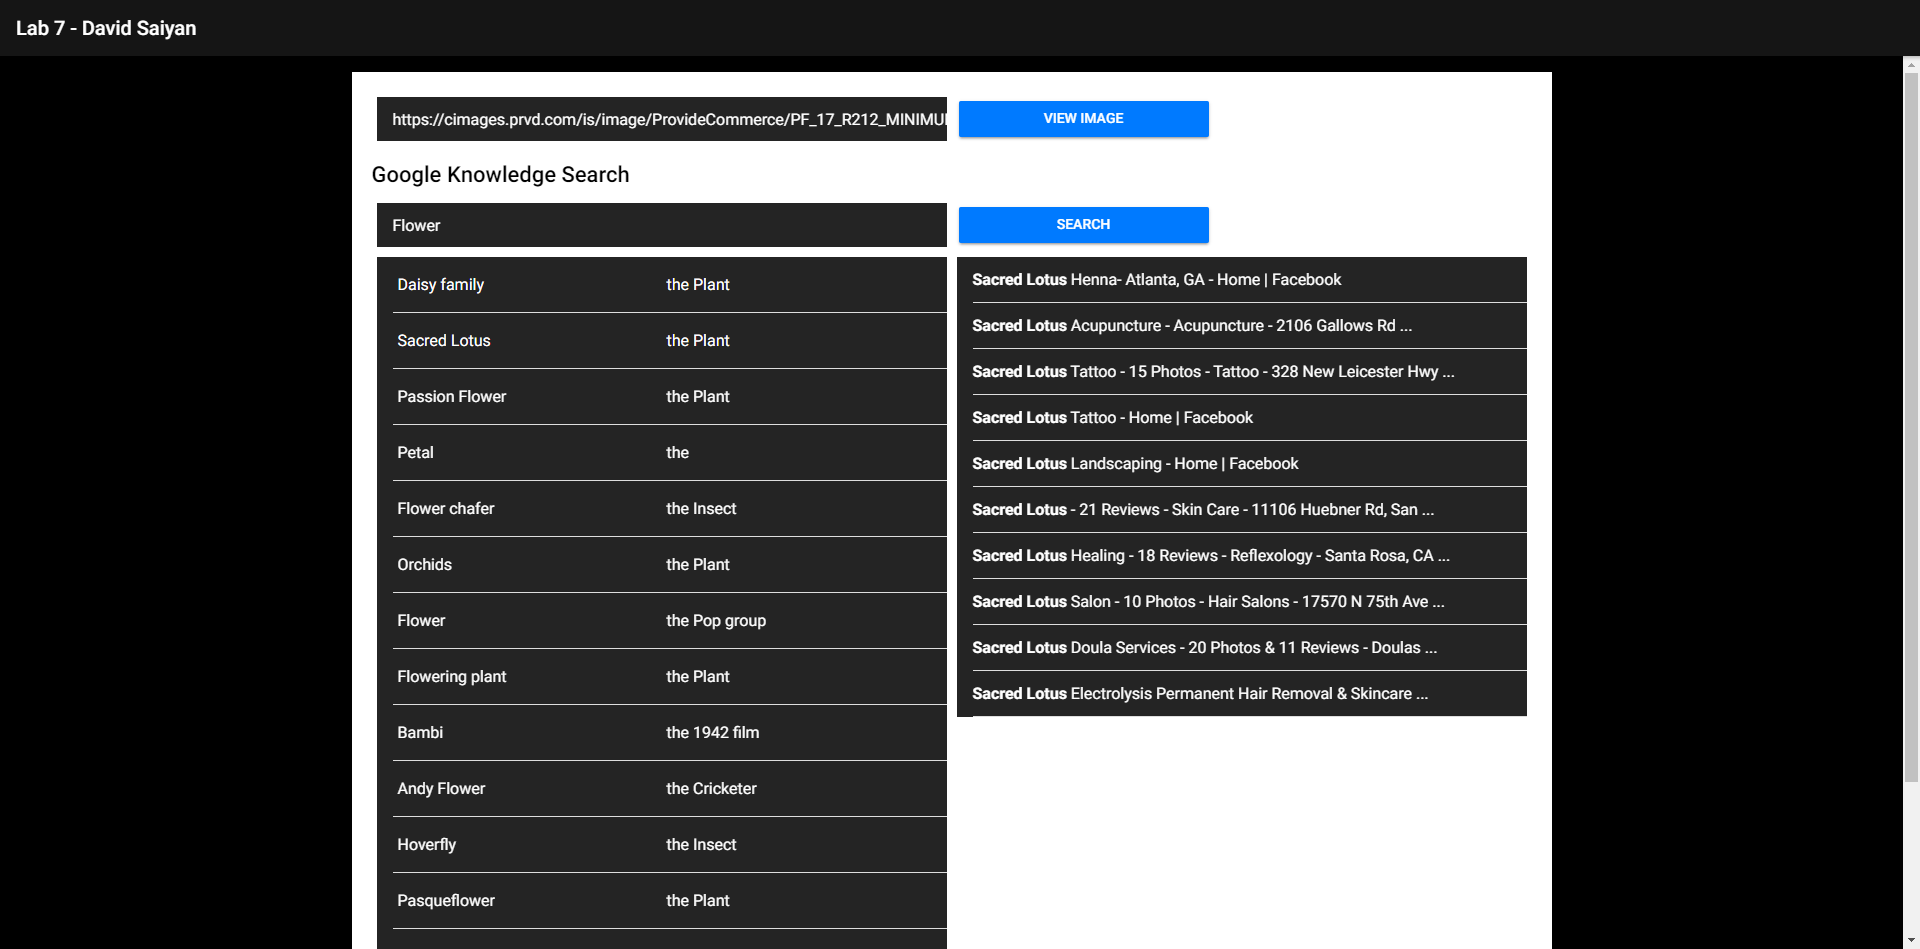 Lab 7 - David Saiyan
https://cimages.prvd.com/is/image/ProvideCommerce/PF_17_R212_MINIMU
VIEW IMAGE
Google Knowledge Search
Flower
SEARCH
Daisy family the Plant
Sacred Lotus the Plant
Passion Flower the Plant
Petal the
Flower chafer the Insect
Orchids the Plant
Flower the Pop group
Flowering plant the Plant
Bambi the 1942 film
Andy Flower the Cricketer
Hoverfly the Insect
Pasqueflower the Plant
Sacred Lotus Henna- Atlanta, GA - Home | Facebook
Sacred Lotus Acupuncture - Acupuncture - 2106 Gallows Rd ...
Sacred Lotus Tattoo - 15 Photos - Tattoo - 328 New Leicester Hwy ...
Sacred Lotus Tattoo - Home | Facebook
Sacred Lotus Landscaping - Home | Facebook
Sacred Lotus - 21 Reviews - Skin Care - 11106 Huebner Rd, San ...
Sacred Lotus Healing - 18 Reviews - Reflexology - Santa Rosa, CA ...
Sacred Lotus Salon - 10 Photos - Hair Salons - 17570 N 75th Ave ...
Sacred Lotus Doula Services - 20 Photos & 11 Reviews - Doulas ...
Sacred Lotus Electrolysis Permanent Hair Removal & Skincare ...